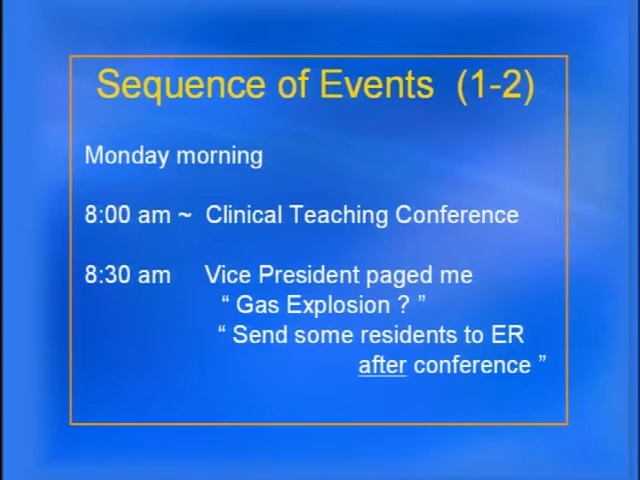 Sequence of Events (1-2)
Monday morning
8:00 am ~ Clinical Teaching Conference
8:30 am Vice President paged me
“ Gas Explosion ? ”
“ Send some residents to ER
after conference ”